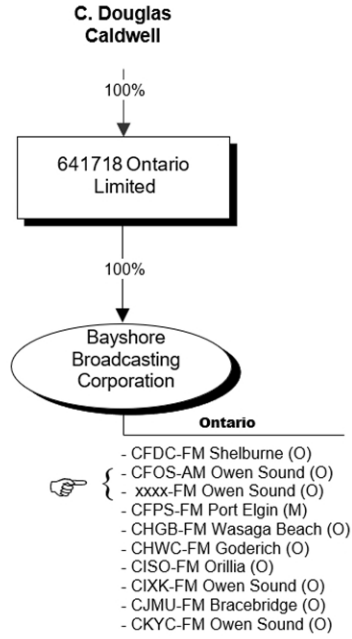 C. Douglas
Caldwell
100%
641718 Ontario
Limited
100%
Bayshore
Broadcasting
Corporation
Ontario
- CFDC-FM Shelburne (O)
- CFOS-AM Owen Sound (O)
- xxxx-FM Owen Sound (O)
- CFPS-FM Port Elgin (M)
- CHGB-FM Wasaga Beach (O)
- CHWC-FM Goderich (O)
- CISO-FM Orillia (O)
- CIXK-FM Owen Sound (O)
- CJMU-FM Bracebridge (O)
- CKYC-FM Owen Sound (O)